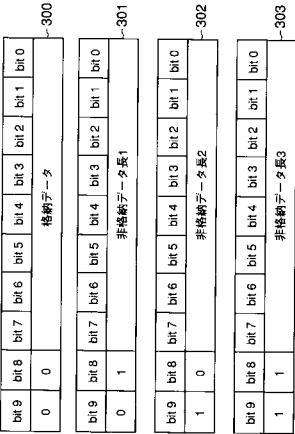 bit 9 bit 8 bit 7 bit 6 bit 5 bit 4 bit 3 bit 2 bit 1 bit 0
0 0 格納データ
300
bit 9 bit 8 bit 7 bit 6 bit 5 bit 4 bit 3 bit 2 bit 1 bit 0
0 1 非格納データ長1
301
bit 9 bit 8 bit 7 bit 6 bit 5 bit 4 bit 3 bit 2 bit 1 bit 0
1 0 非格納データ長2
302
bit 9 bit 8 bit 7 bit 6 bit 5 bit 4 bit 3 bit 2 bit 1 bit 0
1 1 非格納データ長3
303